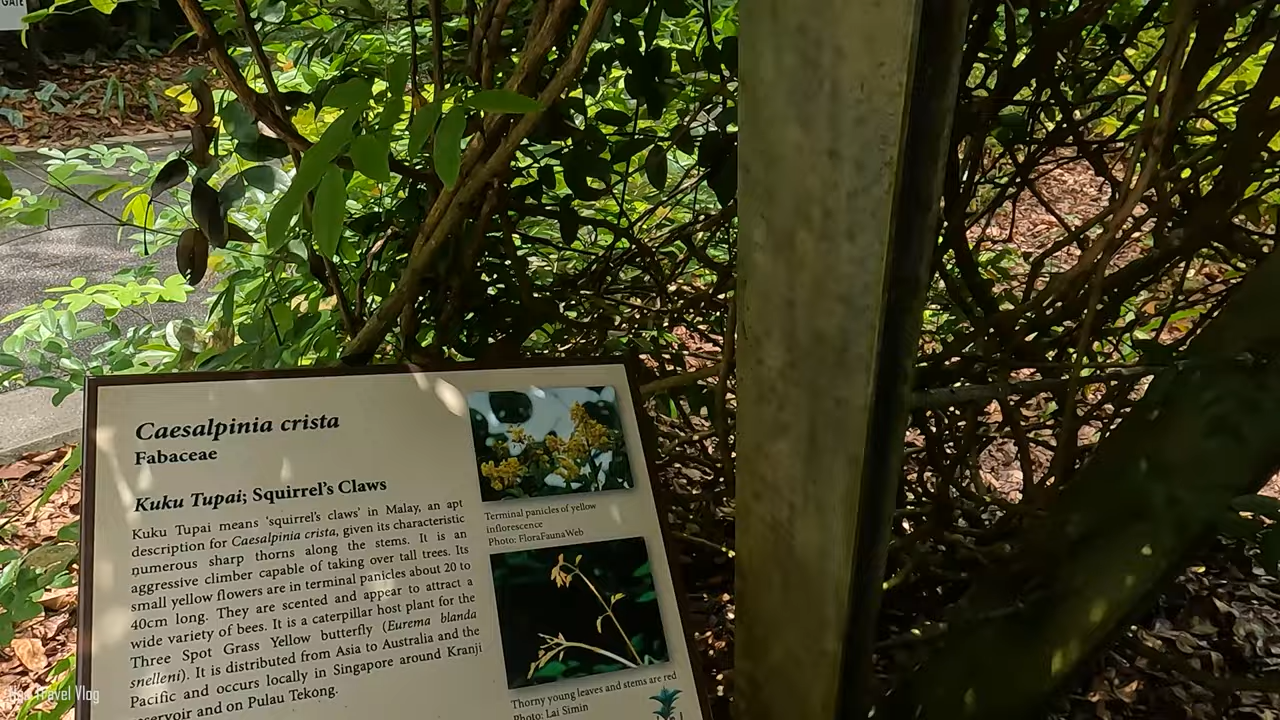 GATE
Caesalpinia crista
Fabaceae
Kuku Tupai; Squirrel's Claws
Kuku Tupai means 'squirrel's claws' in Malay, an apt
description for Caesalpinia crista, given its characteristic
numerous sharp thorns along the stems. It is an
aggressive climber capable of taking over tall trees. Its
small yellow flowers are in terminal panicles about 20 to
40cm long. They are scented and appear to attract a
wide variety of bees. It is a caterpillar host plant for the
Three Spot Grass Yellow butterfly (Eurema blanda
snelleni). It is distributed from Asia to Australia and the
Pacific and occurs locally in Singapore around Kranji
and on Pulau Tekong.
Terminal panicles of yellow
inflorescence
Photo: FloraFaunaWeb
Thorny young leaves and stems are red
Photo: Lai Simin
Travel Vlog